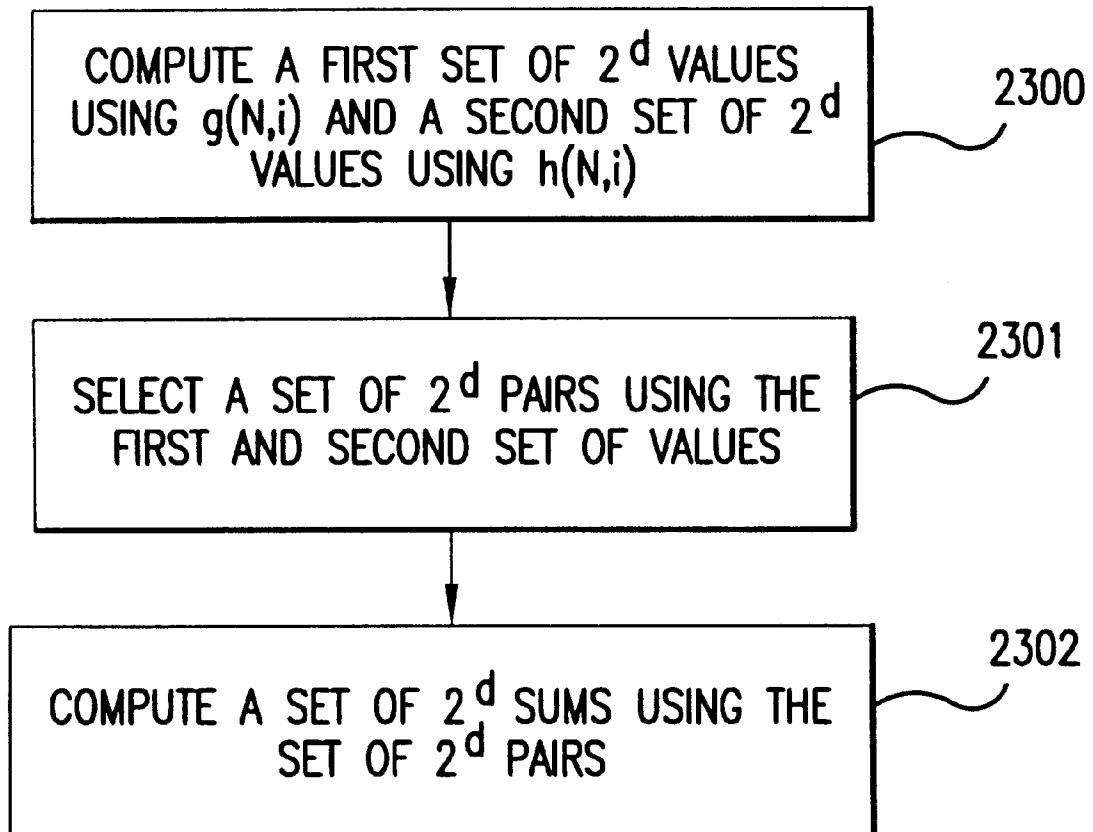 COMPUTE A FIRST SET OF 2^d VALUES
USING g(N,i) AND A SECOND SET OF 2^d
VALUES USING h(N,i)
2300
SELECT A SET OF 2^d PAIRS USING THE
FIRST AND SECOND SET OF VALUES
2301
COMPUTE A SET OF 2^d SUMS USING THE
SET OF 2^d PAIRS
2302